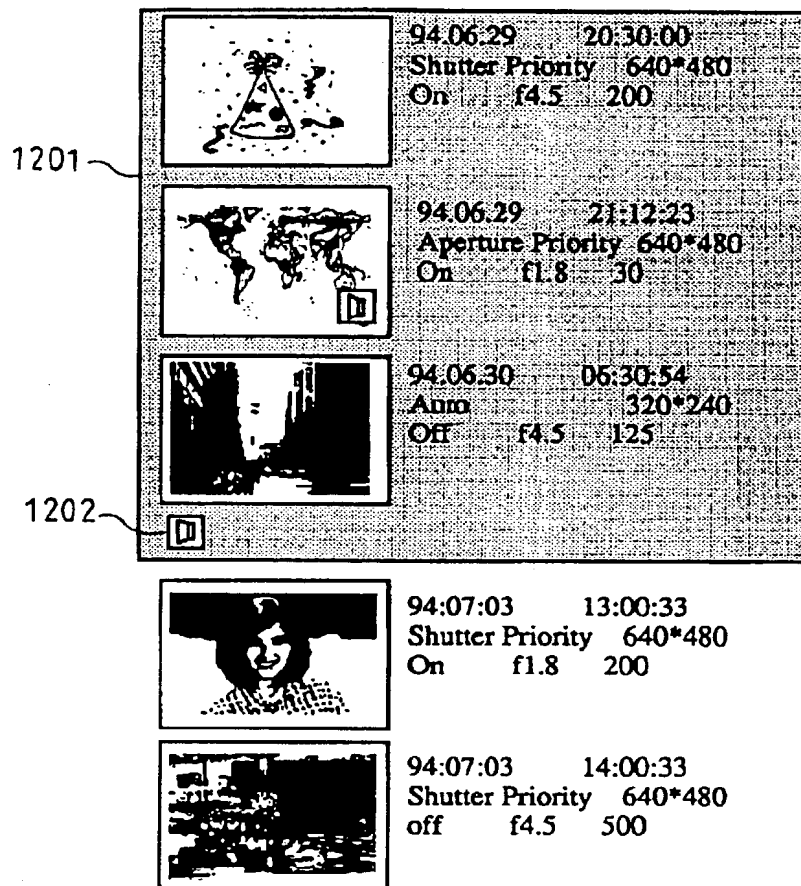 94.06.29 20:30:00
Shutter Priority 640*480
On f4.5 200
1201
94.06.29 21:12:23
Aperture Priority 640*480
On f1.8 30
94.06.30 06:30:54
Auto 320*240
Off f4.5 125
1202
94:07:03 13:00:33
Shutter Priority 640*480
On f1.8 200
94:07:03 14:00:33
Shutter Priority 640*480
off f4.5 500